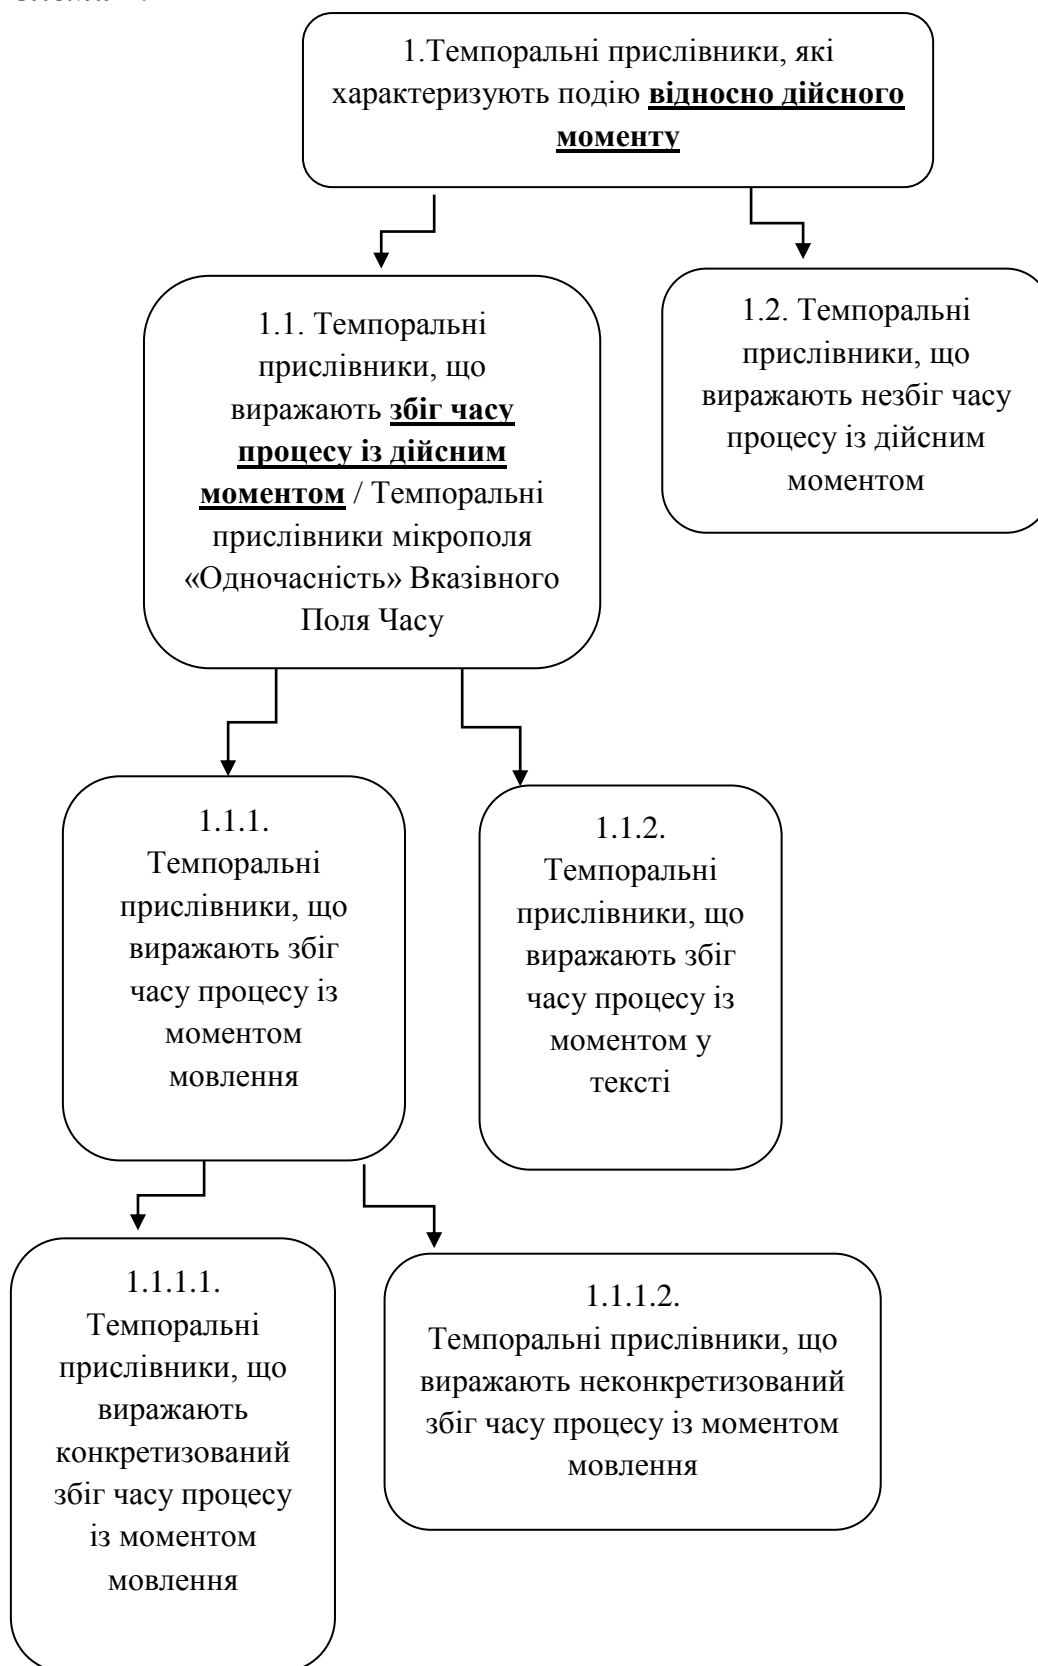 1.Темпоральні прислівники, які
характеризують подію відносно дійсного
моменту
1.1. Темпоральні
прислівники, що
виражають збіг часу
процесу із дійсним
моментом / Темпоральні
прислівники мікрополя
«Одночасність» Вказівного
Поля Часу
1.2. Темпоральні
прислівники, що
виражають незбіг часу
процесу із дійсним
моментом
1.1.1.
Темпоральні
прислівники, що
виражають збіг
часу процесу із
моментом
мовлення
1.1.2.
Темпоральні
прислівники, що
виражають збіг
часу процесу із
моментом у
тексті
1.1.1.1.
Темпоральні
прислівники, що
виражають
конкретизований
збіг часу процесу
із моментом
мовлення
1.1.1.2.
Темпоральні прислівники, що
виражають неконкретизований
збіг часу процесу із моментом
мовлення